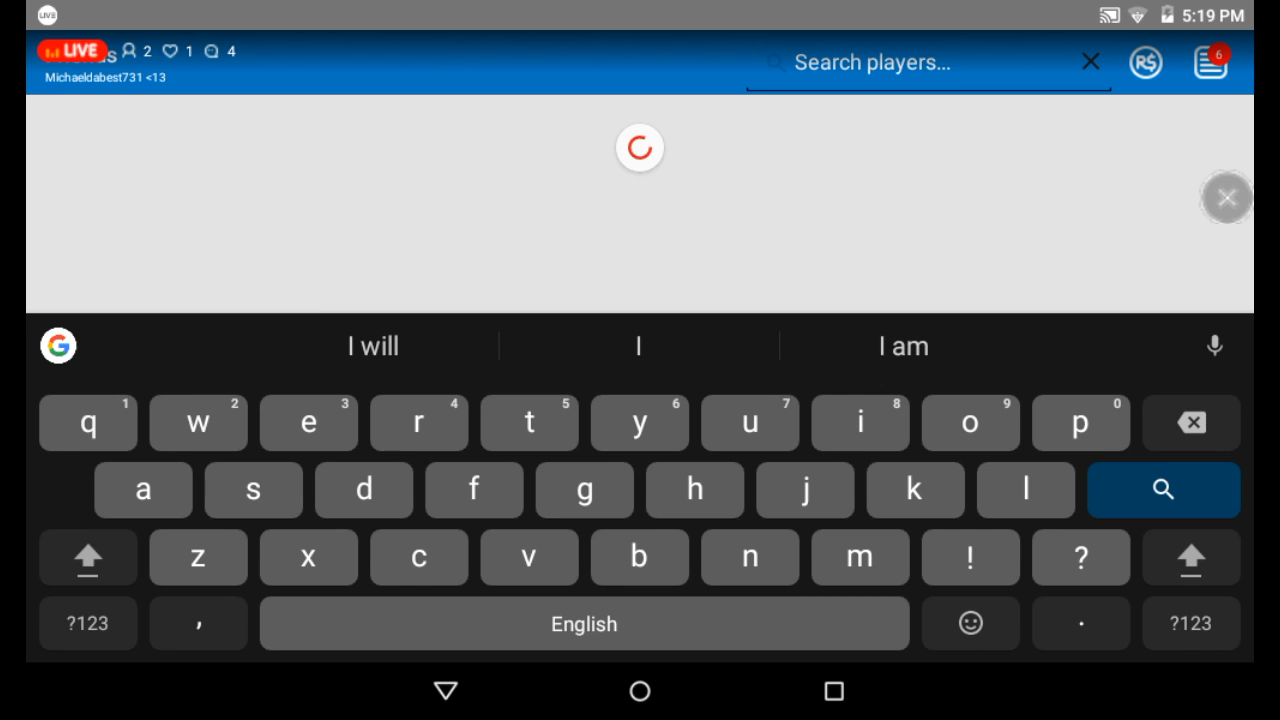 LIVE 5:19 PM
LIVE 2 1 4
Michaeldabest731 <13
Search players...
R$ 6
I will I I am
q 1 w 2 e 3 r 4 t 5 y 6 u 7 i 8 o 9 p 0
a s d f g h j k l
z x c v b n m ! ?
?123 , English . ?123